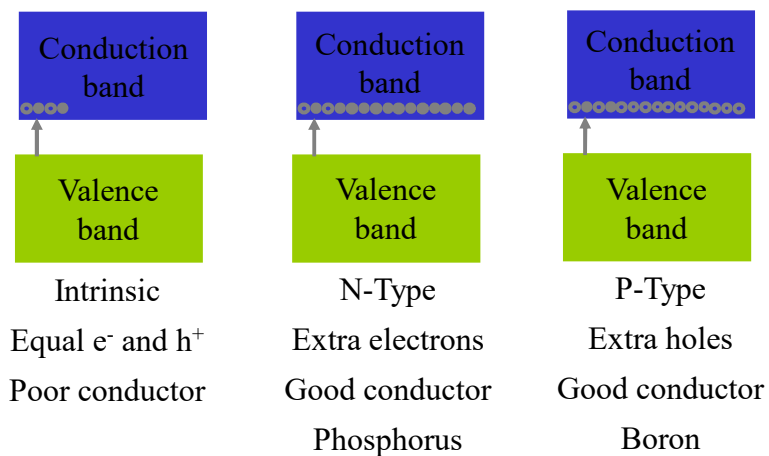 Conduction
band
Valence
band
Intrinsic
Equal e⁻ and h⁺
Poor conductor
Conduction
band
Valence
band
N-Type
Extra electrons
Good conductor
Phosphorus
Conduction
band
Valence
band
P-Type
Extra holes
Good conductor
Boron